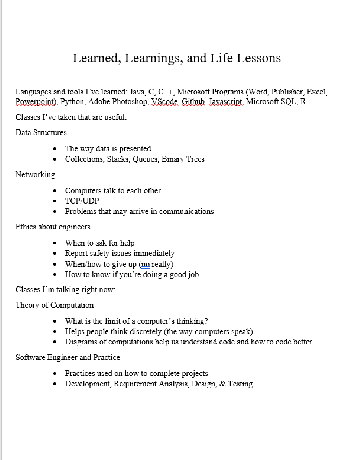 Learned, Learnings, and Life Lessons
Languages and tools I've learned: Java, C, C++, Microsoft Programs (Word, Publisher, Excel,
Powerpoint), Python, Adobe Photoshop, VScode, Github, Javascript, Microsoft SQL, R
Classes I've taken that are useful:
Data Structures
• The way data is presented
• Collections, Stacks, Queues, Binary Trees
Networking
• Computers talk to each other
• TCP/UDP
• Problems that may arrive in communications
Ethics about engineers
• When to ask for help
• Report safety issues immediately
• When/how to give up (no really)
• How to know if you're doing a good job
Classes I'm talking right now:
Theory of Computation
• What is the limit of a computer's thinking?
• Helps people think discretely (the way computers speak)
• Diagrams of computations help us understand code and how to code better
Software Engineer and Practice
• Practices used on how to complete projects
• Development, Requirement Analysis, Design, & Testing